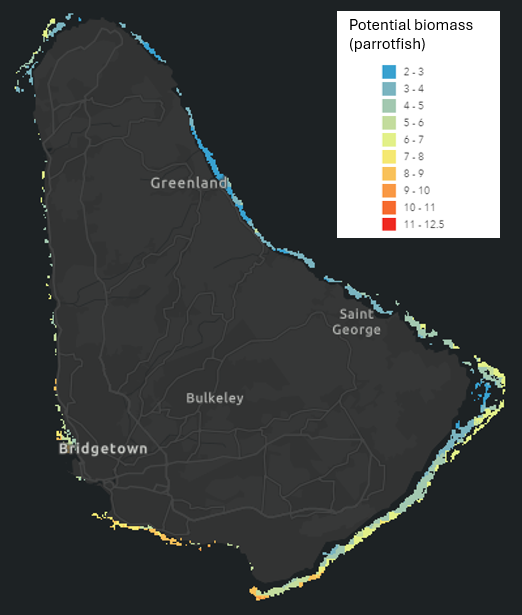 Potential biomass
(parrotfish)
2 - 3
3 - 4
4 - 5
5 - 6
6 - 7
7 - 8
8 - 9
9 - 10
10 - 11
11 - 12.5
Greenland
Saint
George
Bulkeley
Bridgetown